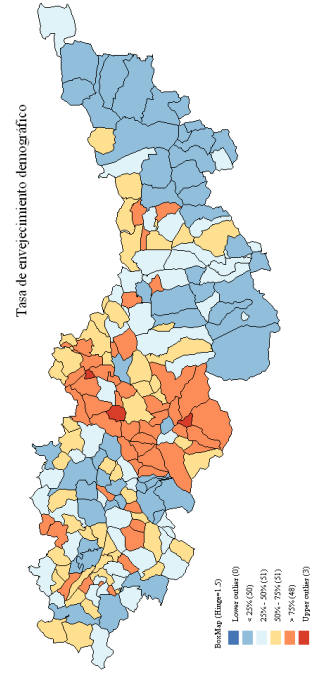 Tasa de envejecimiento demográfico
BoxMap (Hinge=1.5)
Lower outlier (0)
< 25% (50)
25% - 50% (51)
50% - 75% (51)
> 75% (48)
Upper outlier (3)